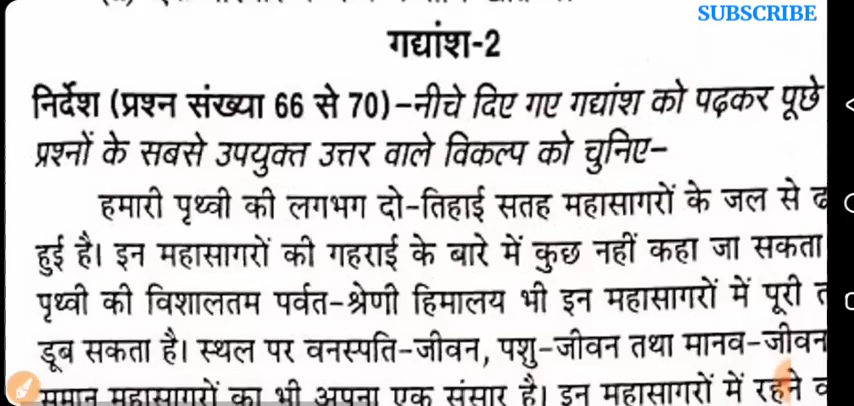 SUBSCRIBE
गद्यांश-2
निर्देश (प्रश्न संख्या 66 से 70)-नीचे दिए गए गद्यांश को पढ़कर पूछे
प्रश्नों के सबसे उपयुक्त उत्तर वाले विकल्प को चुनिए-
हमारी पृथ्वी की लगभग दो-तिहाई सतह महासागरों के जल से
हुई है। इन महासागरों की गहराई के बारे में कुछ नहीं कहा जा सकता
पृथ्वी की विशालतम पर्वत-श्रेणी हिमालय भी इन महासागरों में पूरी
डूब सकता है। स्थल पर वनस्पति-जीवन, पशु-जीवन तथा मानव-जीवन
समान महासागरों का भी अपना एक संसार है। इन महासागरों में रहने